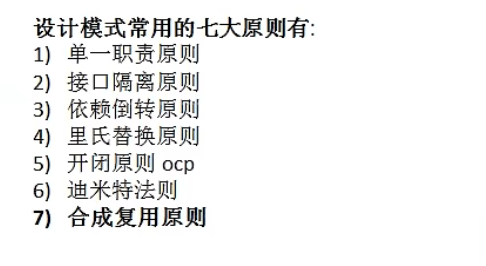 设计模式常用的七大原则有:
1) 单一职责原则
2) 接口隔离原则
3) 依赖倒转原则
4) 里氏替换原则
5) 开闭原则 ocp
6) 迪米特法则
7) 合成复用原则